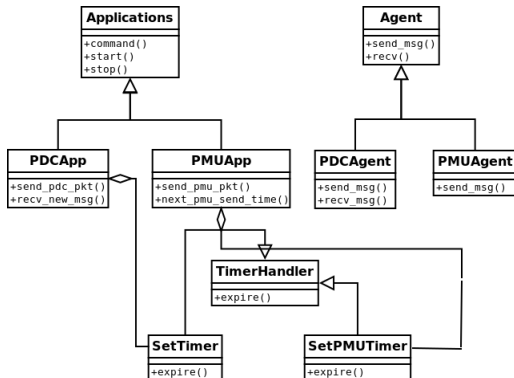 Applications
+command()
+start()
+stop()
Agent
+send_msg()
+recv()
PDCApp
+send_pdc_pkt()
+recv_new_msg()
PMUApp
+send_pmu_pkt()
+next_pmu_send_time()
PDCAgent
+send_msg()
+recv_msg()
PMUAgent
+send_msg()
TimerHandler
+expire()
SetTimer
+expire()
SetPMUTimer
+expire()